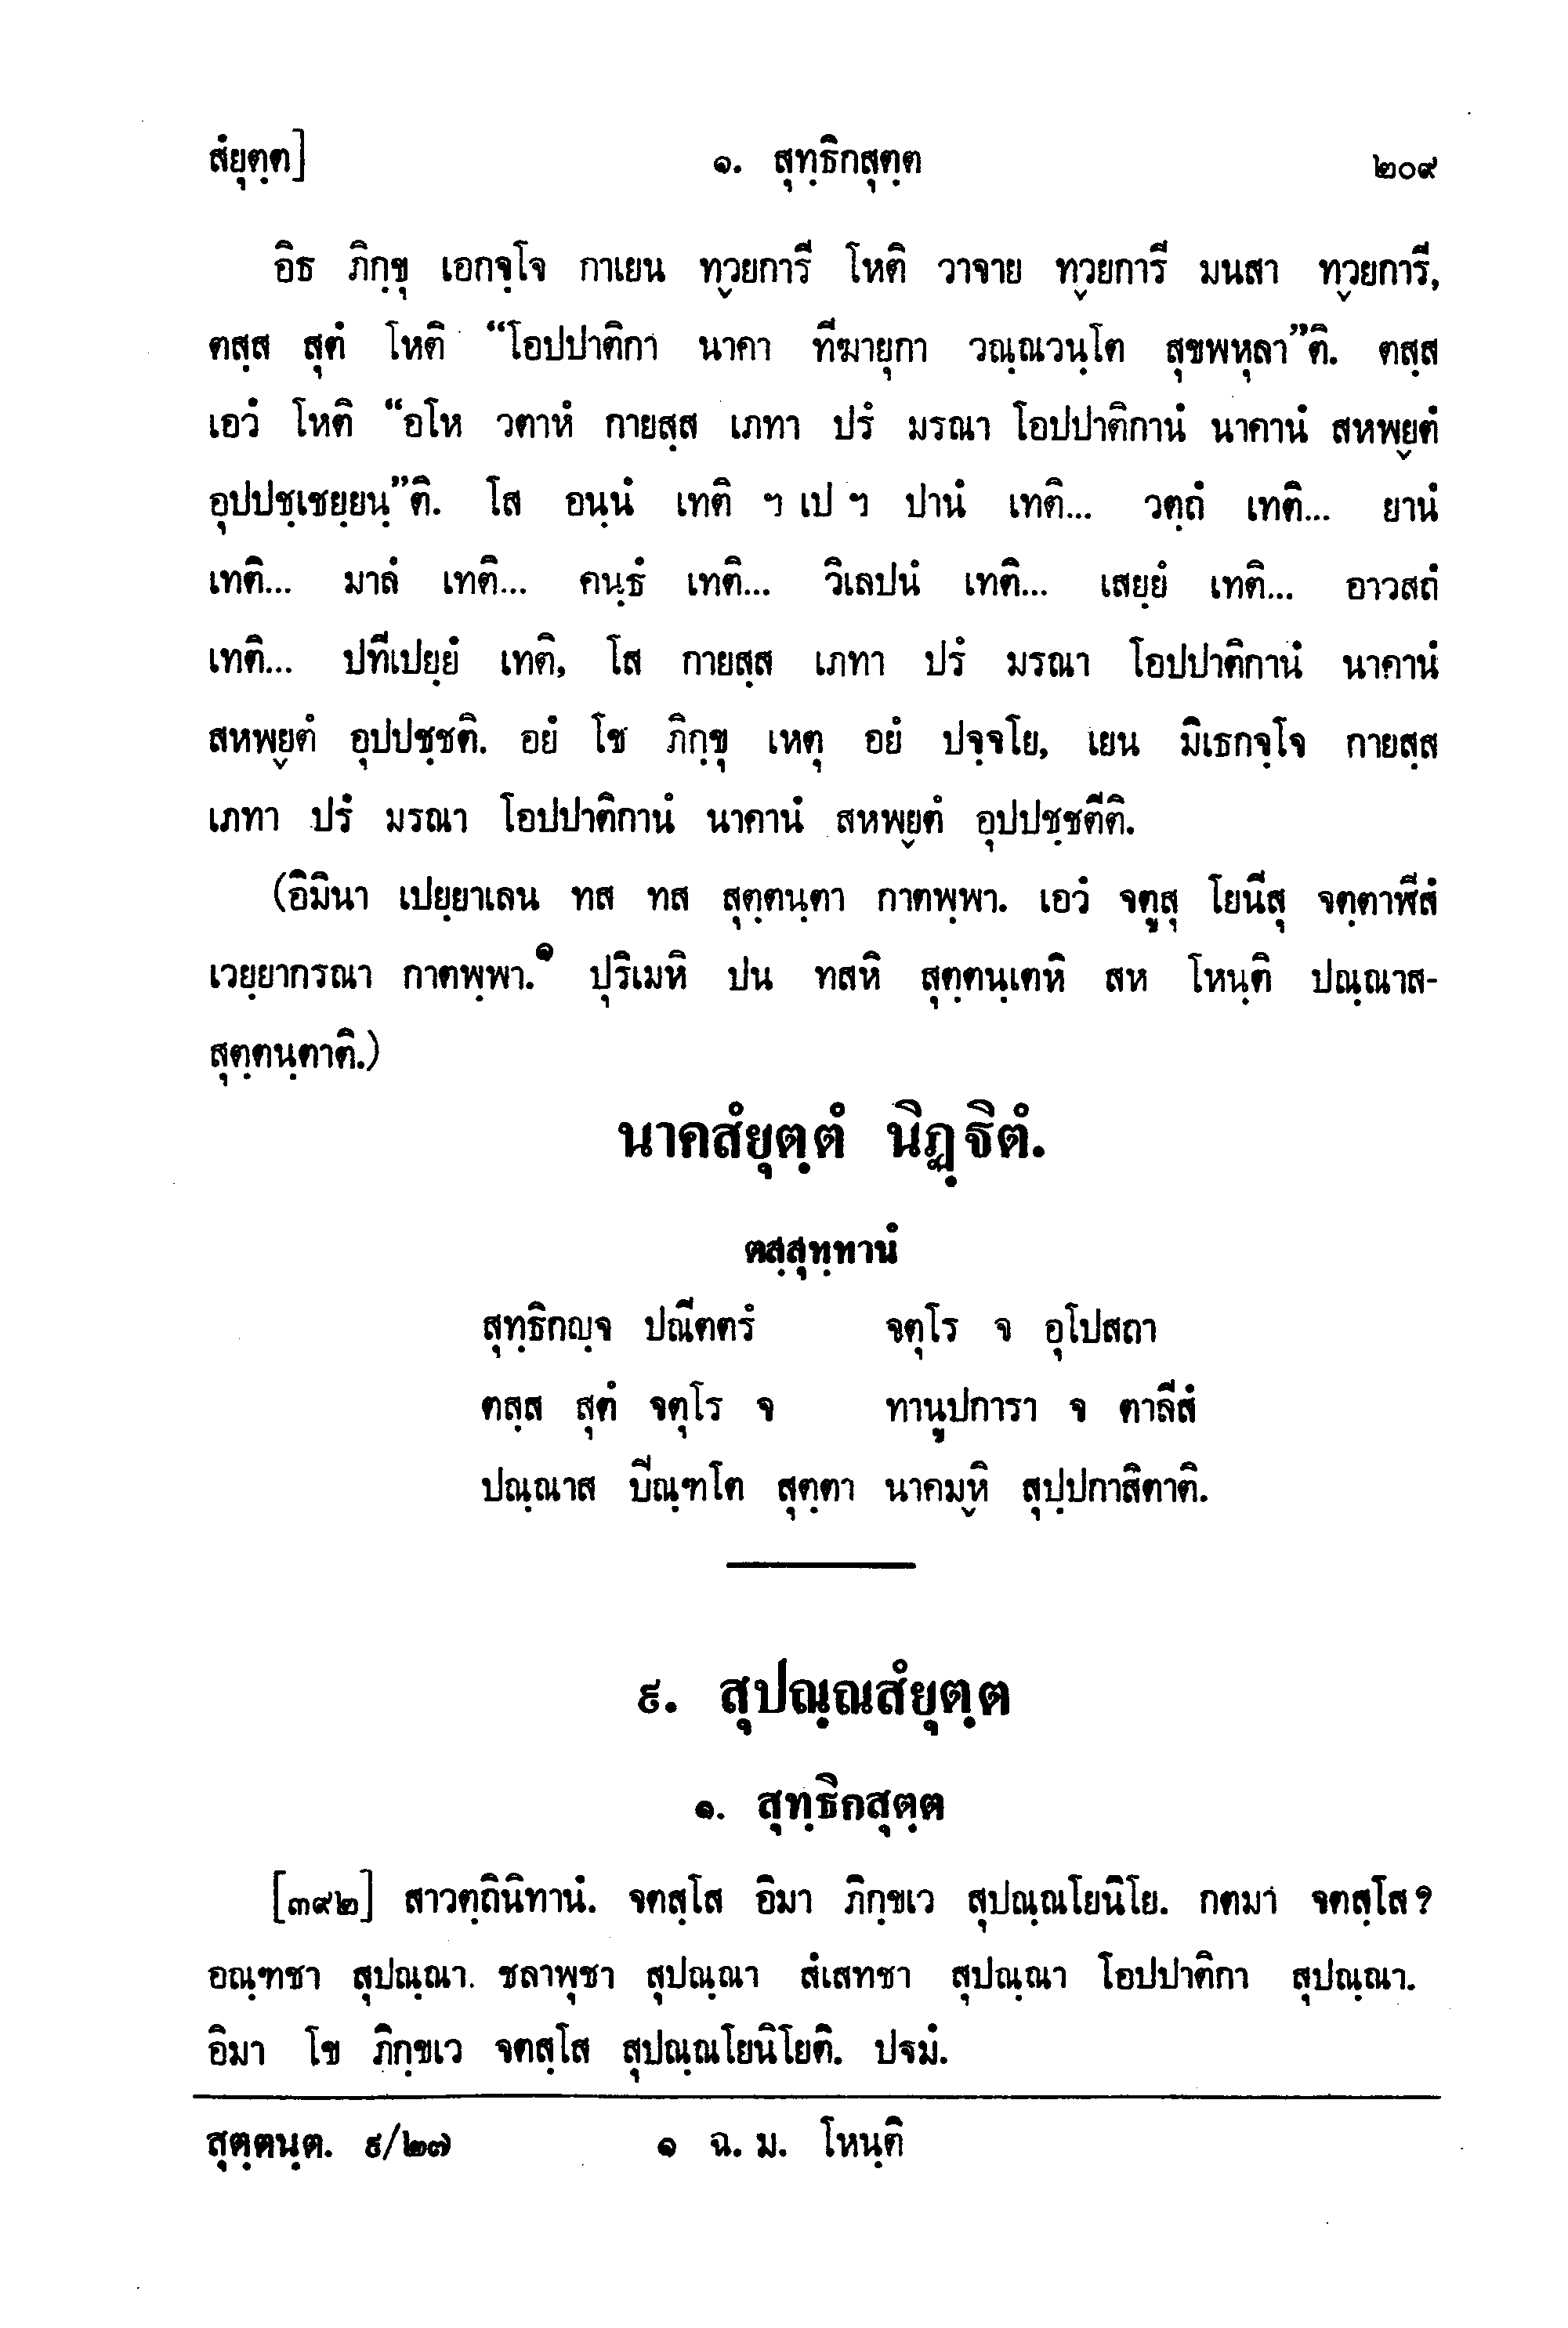 สํยุตฺต]
๑. สุทฺธิกสุตฺต
๒๐๙
อิธ ภิกฺขุ เอกจฺโจ กาเยน ทฺวยการี โหติ วาจาย ทฺวยการี มนสา ทฺวยการี,
ตสฺส สุตํ โหติ “โอปปาติกา นาคา ทีฆายุกา วณฺณวนฺโต สุขพหุลา”ติ. ตสฺส
เอวํ โหติ “อโห วตาหํ กายสฺส เภทา ปรํ มรณา โอปปาติกานํ นาคานํ สหพฺยตํ
อุปปชฺเชยฺยนฺ”ติ. โส อนฺนํ เทติ ฯ เป ฯ ปานํ เทติ... วตฺถํ เทติ... ยานํ
เทติ... มาลํ เทติ... คนฺธํ เทติ... วิเลปนํ เทติ... เสยฺยํ เทติ... อาวสถํ
เทติ... ปทีเปยฺยํ เทติ, โส กายสฺส เภทา ปรํ มรณา โอปปาติกานํ นาคานํ
สหพฺยตํ อุปปชฺชติ. อยํ โข ภิกฺขุ เหตุ อยํ ปจฺจโย, เยน มิเธกจฺโจ กายสฺส
เภทา ปรํ มรณา โอปปาติกานํ นาคานํ สหพฺยตํ อุปปชฺชตีติ.
(อิมินา เปยฺยาเลน ทส ทส สุตฺตนฺตา กาตพฺพา. เอวํ จตูสุ โยนีสุ จตฺตาฬีสํ
เวยฺยากรณา กาตพฺพา.๑ ปุริเมหิ ปน ทสหิ สุตฺตนฺเตหิ สห โหนฺติ ปณฺณาส-
สุตฺตนฺตาติ.)
นาคสํยุตฺตํ นิฏฺฐิตํ.
ตสฺสุทฺทานํ
สุทฺธิกญฺจ ปณีตตรํ จตุโร จ อุโปสถา
ตสฺส สุตํ จตุโร จ ทานูปการา จ ตาลีสํ
ปณฺณาส ปิณฺฑโต สุตฺตา นาคมฺหิ สุปฺปกาสิตาติ.
๙. สุปณฺณสํยุตฺต
๑. สุทฺธิกสุตฺต
[๓๙๒] สาวตฺถินิทานํ. จตสฺโส อิมา ภิกฺขเว สุปณฺณโยนิโย. กตมา จตสฺโส?
อณฺฑชา สุปณฺณา. ชลาพุชา สุปณฺณา สํเสทชา สุปณฺณา โอปปาติกา สุปณฺณา.
อิมา โข ภิกฺขเว จตสฺโส สุปณฺณโยนิโยติ. ปฐมํ.
สุตฺตนฺต. ๙/๒๗
๑ ฉ. ม. โหนฺติ